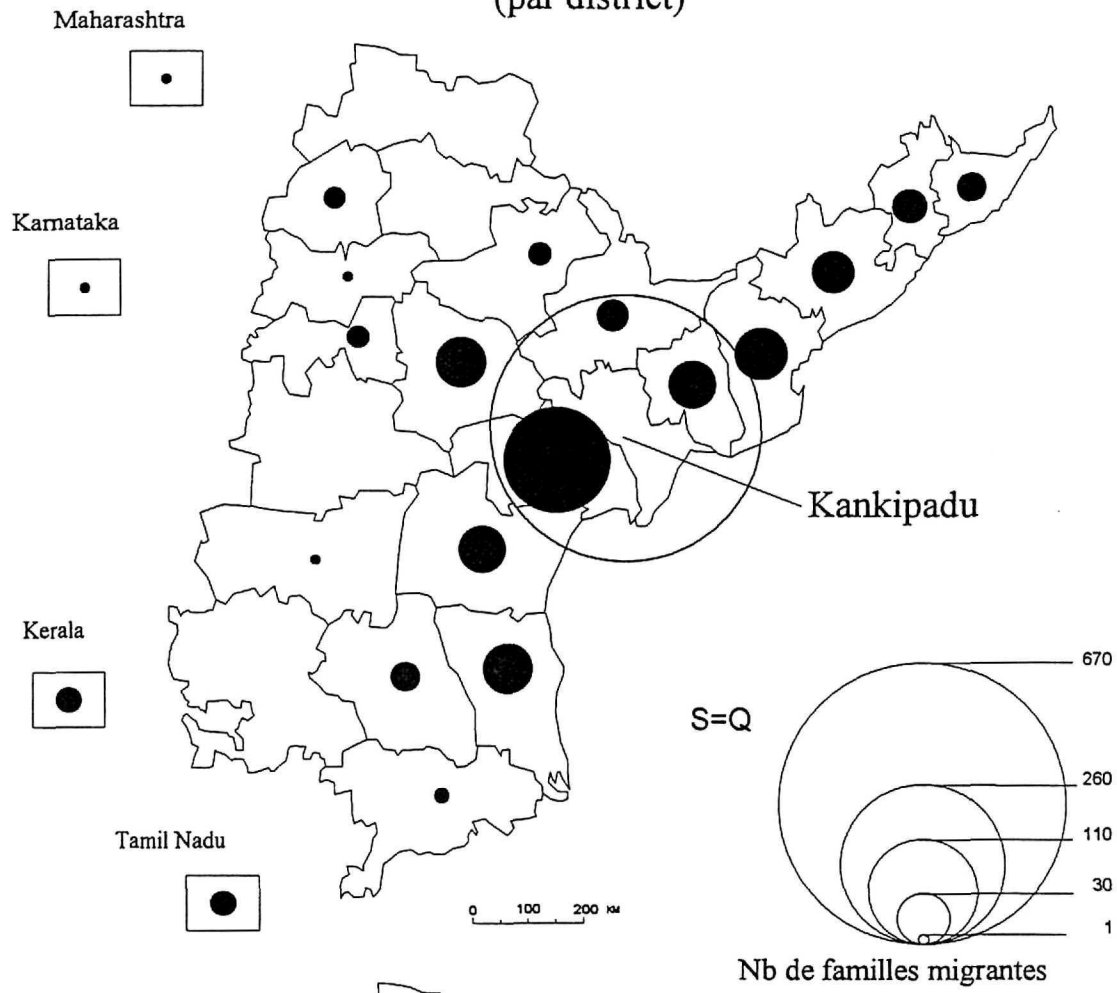 (par district)
Maharashtra
Karnataka
Kankipadu
Kerala
Tamil Nadu
S=Q
670
260
110
30
1
0 100 200 KM
Nb de familles migrantes